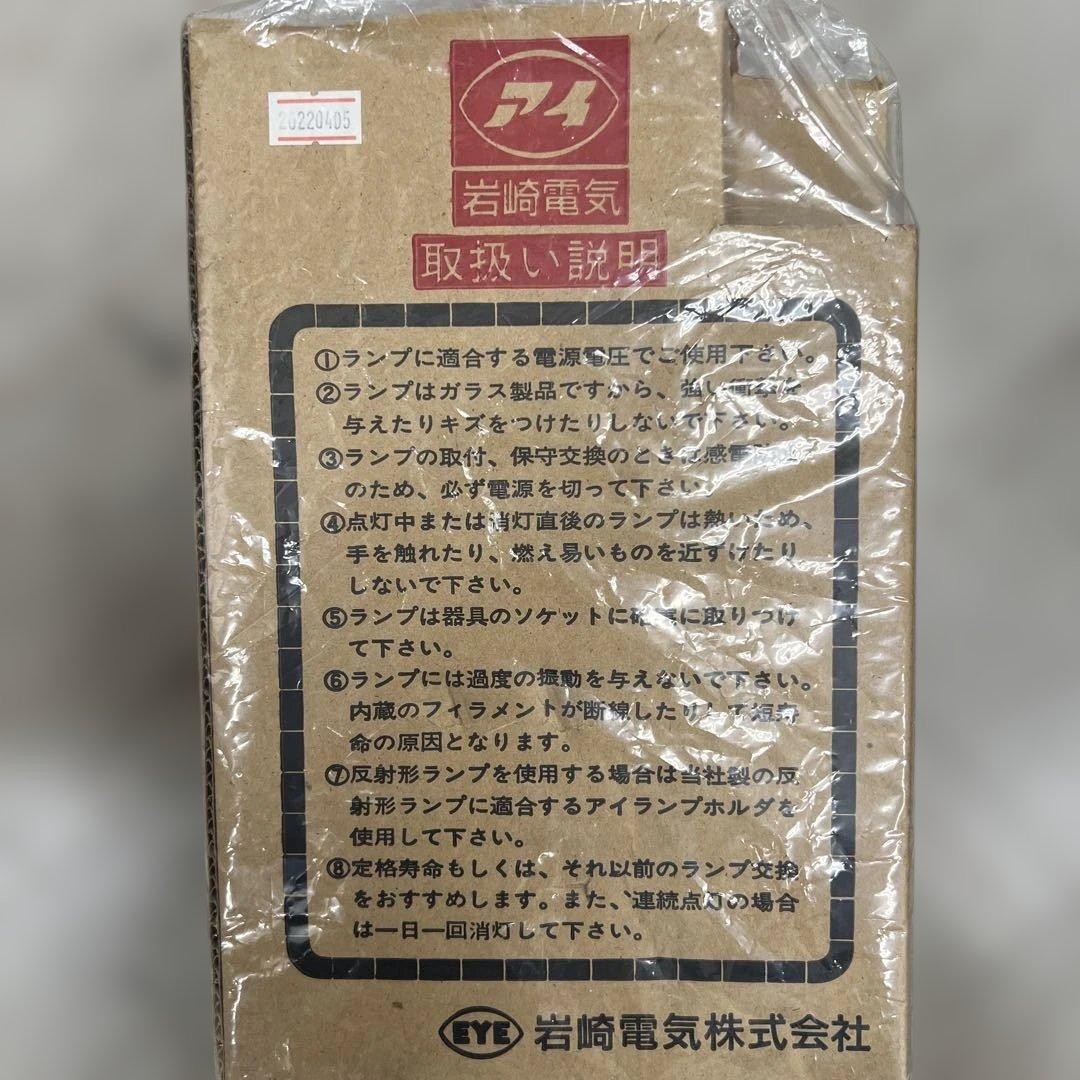 20220405
アイ
岩崎電気
取扱い説明
①ランプに適合する電源電圧でご使用下さい。
②ランプはガラス製品ですから、強い衝撃を
与えたりキズをつけたりしないで下さい。
③ランプの取付、保守交換のときは感電防止
のため、必ず電源を切って下さい。
④点灯中または消灯直後のランプは熱いため、
手を触れたり、燃え易いものを近ずけたり
しないで下さい。
⑤ランプは器具のソケットに確実に取りつけ
て下さい。
⑥ランプには過度の振動を与えないで下さい。
内蔵のフィラメントが断線したりして短寿
命の原因となります。
⑦反射形ランプを使用する場合は当社製の反
射形ランプに適合するアイランプホルダを
使用して下さい。
⑧定格寿命もしくは、それ以前のランプ交換
をおすすめします。また、連続点灯の場合
は一日一回消灯して下さい。
EYE 岩崎電気株式会社